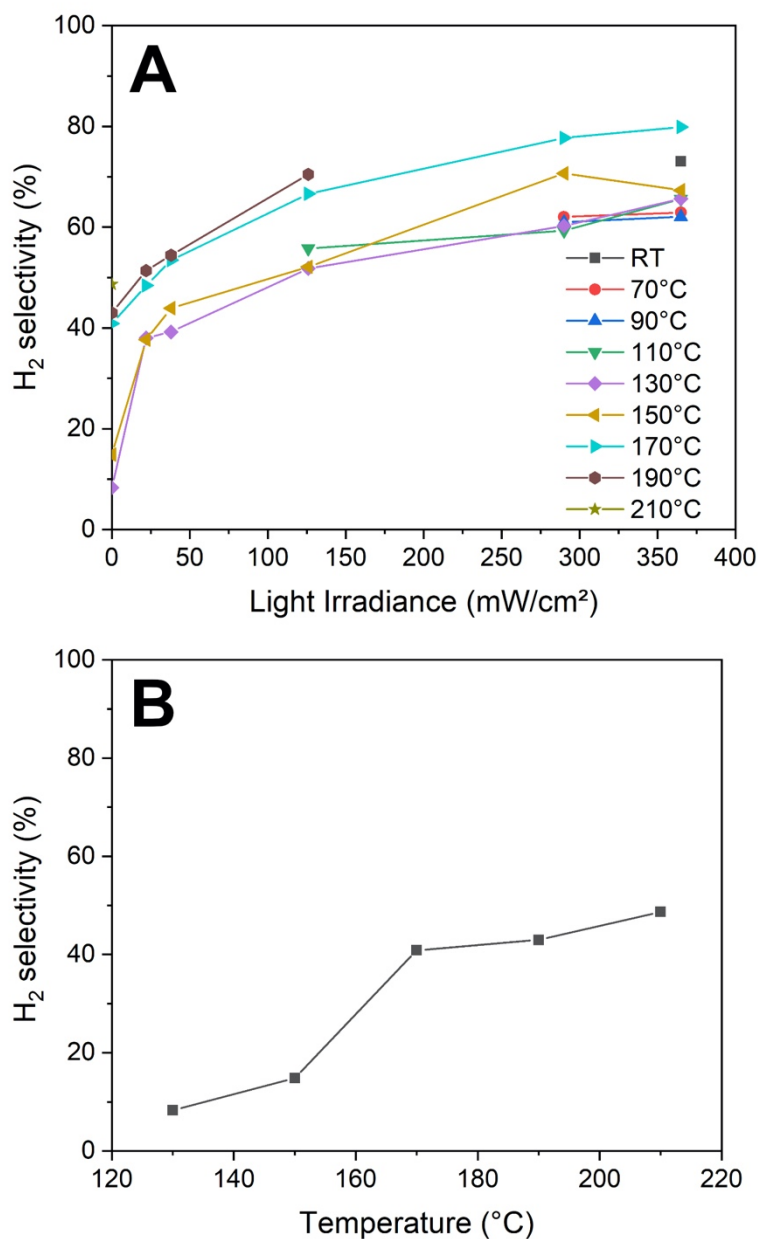 A
100
80
60
40
20
0
H₂ selectivity (%)
RT
70°C
90°C
110°C
130°C
150°C
170°C
190°C
210°C
0 50 100 150 200 250 300 350 400
Light Irradiance (mW/cm²)
B
100
80
60
40
20
0
H₂ selectivity (%)
120 140 160 180 200 220
Temperature (°C)